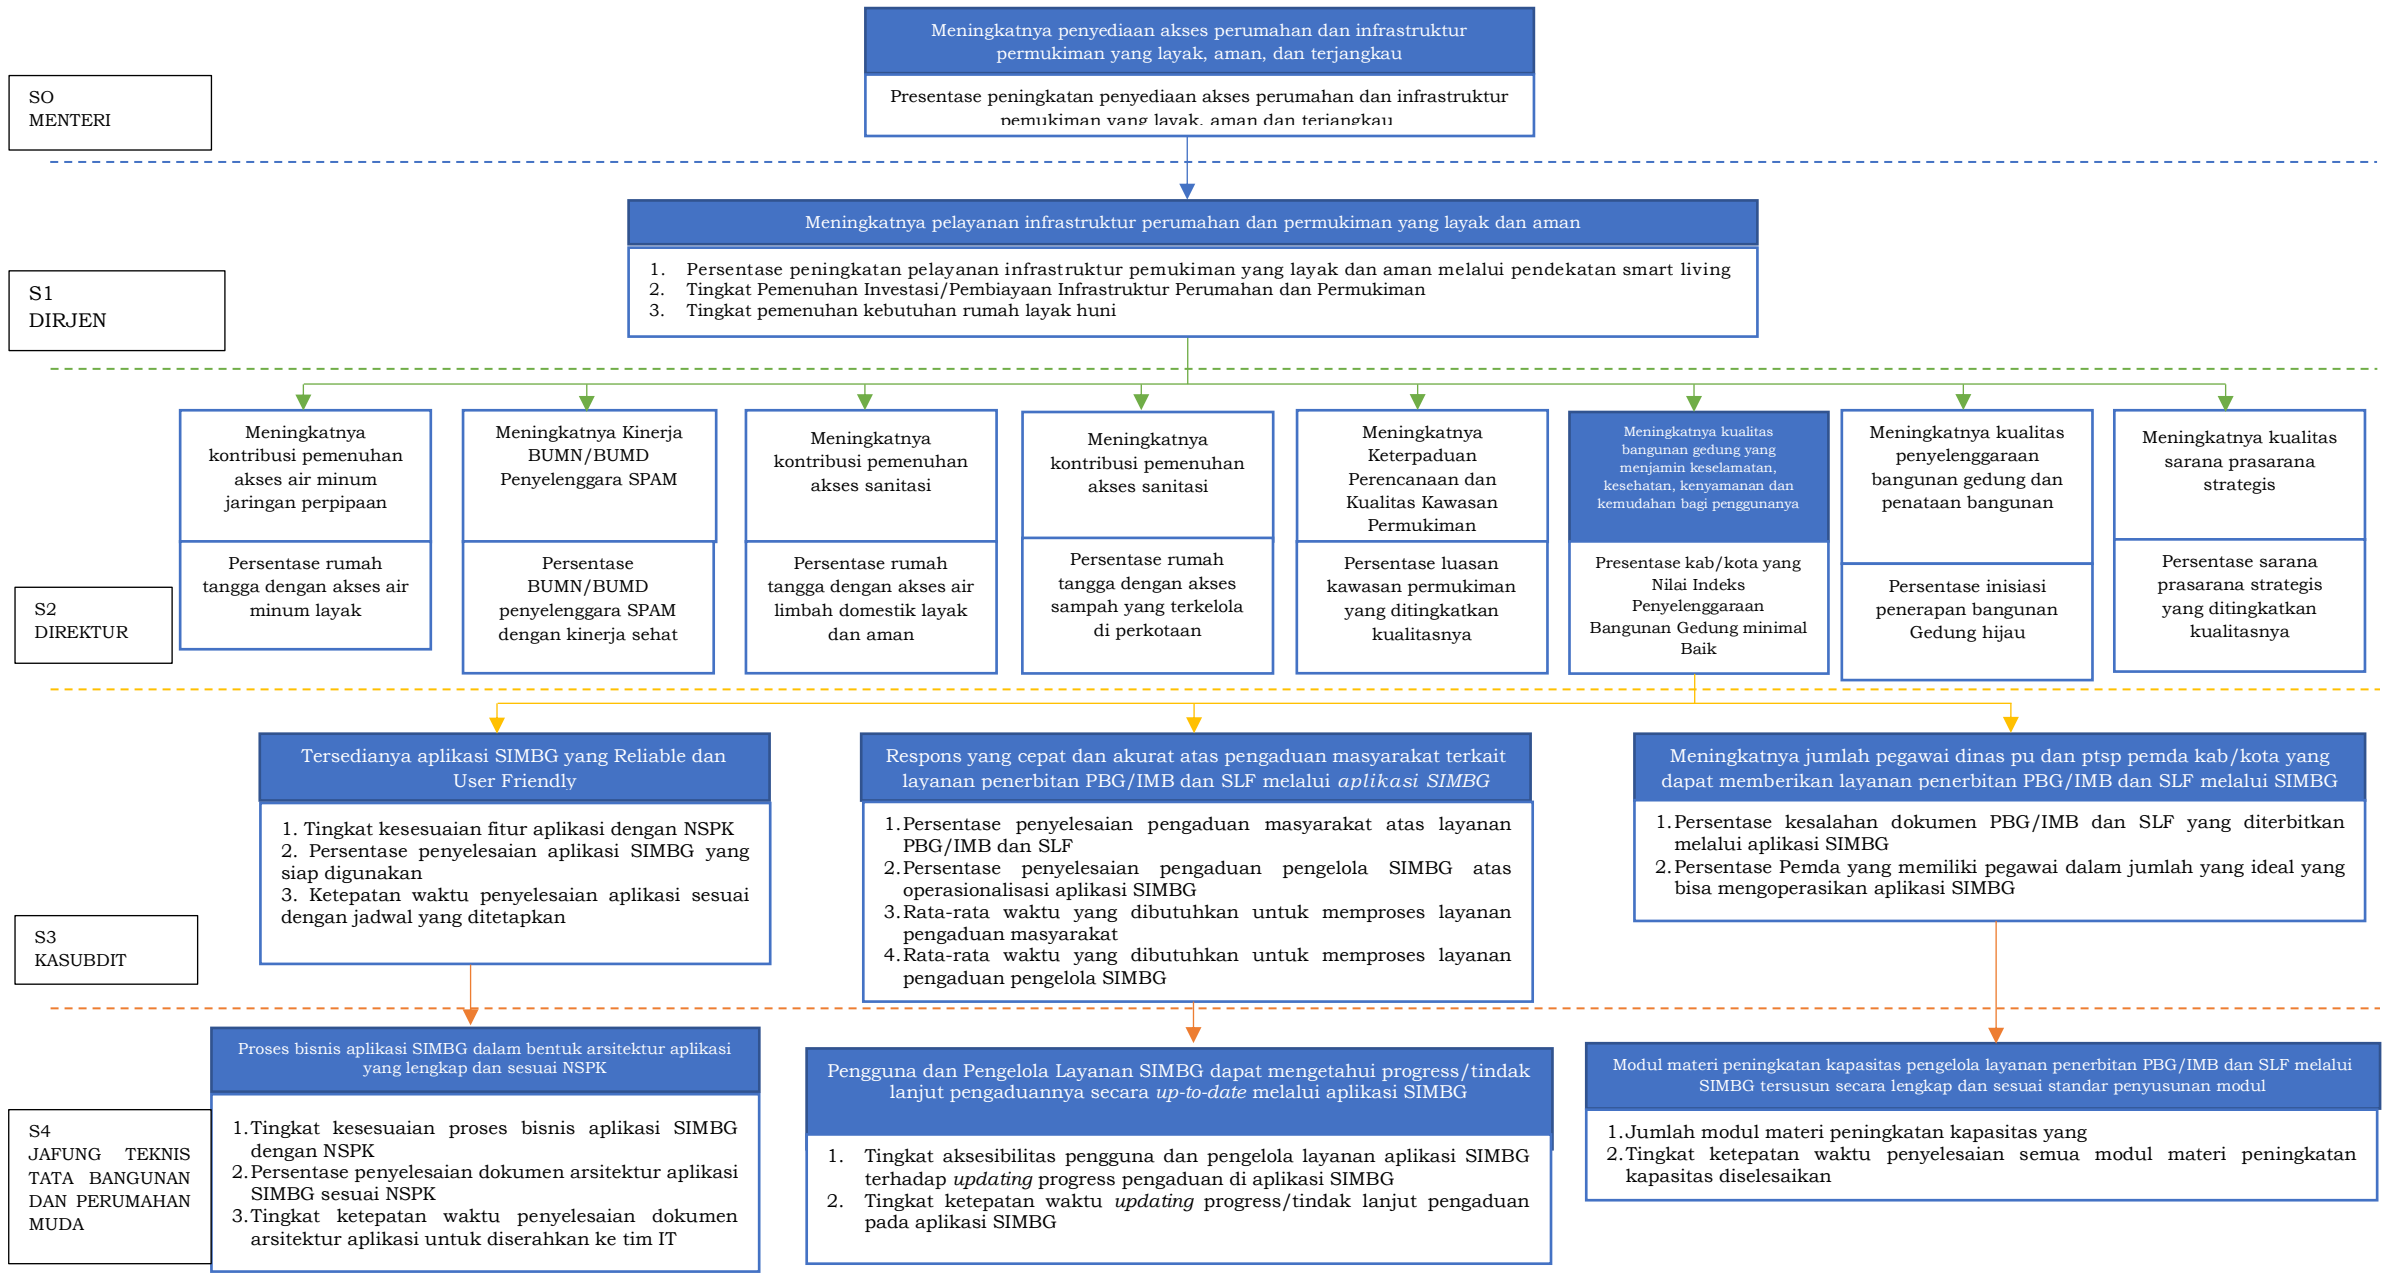 Meningkatnya penyediaan akses perumahan dan infrastruktur
permukiman yang layak, aman, dan terjangkau
Presentase peningkatan penyediaan akses perumahan dan infrastruktur
pemukiman yang layak, aman dan terjangkau
SO
MENTERI
Meningkatnya pelayanan infrastruktur perumahan dan permukiman yang layak dan aman
1. Persentase peningkatan pelayanan infrastruktur pemukiman yang layak dan aman melalui pendekatan smart living
2. Tingkat Pemenuhan Investasi/Pembiayaan Infrastruktur Perumahan dan Permukiman
3. Tingkat pemenuhan kebutuhan rumah layak huni
S1
DIRJEN
Meningkatnya
kontribusi pemenuhan
akses air minum
jaringan perpipaan
Persentase rumah
tangga dengan akses air
minum layak
Meningkatnya Kinerja
BUMN/BUMD
Penyelenggara SPAM
Persentase
BUMN/BUMD
penyelenggara SPAM
dengan kinerja sehat
Meningkatnya
kontribusi pemenuhan
akses sanitasi
Persentase rumah
tangga dengan akses air
limbah domestik layak
dan aman
Meningkatnya
kontribusi pemenuhan
akses sanitasi
Persentase rumah
tangga dengan akses
sampah yang terkelola
di perkotaan
Meningkatnya
Keterpaduan
Perencanaan dan
Kualitas Kawasan
Permukiman
Persentase luasan
kawasan permukiman
yang ditingkatkan
kualitasnya
Meningkatnya kualitas
bangunan gedung yang
menjamin keselamatan,
kesehatan, kenyamanan dan
kemudahan bagi penggunanya
Presentase kab/kota yang
Nilai Indeks
Penyelenggaraan
Bangunan Gedung minimal
Baik
Meningkatnya kualitas
penyelenggaraan
bangunan gedung dan
penataan bangunan
Persentase inisiasi
penerapan bangunan
Gedung hijau
Meningkatnya kualitas
sarana prasarana
strategis
Persentase sarana
prasarana strategis
yang ditingkatkan
kualitasnya
S2
DIREKTUR
Tersedianya aplikasi SIMBG yang Reliable dan
User Friendly
1. Tingkat kesesuaian fitur aplikasi dengan NSPK
2. Persentase penyelesaian aplikasi SIMBG yang
siap digunakan
3. Ketepatan waktu penyelesaian aplikasi sesuai
dengan jadwal yang ditetapkan
Respons yang cepat dan akurat atas pengaduan masyarakat terkait
layanan penerbitan PBG/IMB dan SLF melalui aplikasi SIMBG
1.Persentase penyelesaian pengaduan masyarakat atas layanan
PBG/IMB dan SLF
2.Persentase penyelesaian pengaduan pengelola SIMBG atas
operasionalisasi aplikasi SIMBG
3.Rata-rata waktu yang dibutuhkan untuk memproses layanan
pengaduan masyarakat
4.Rata-rata waktu yang dibutuhkan untuk memproses layanan
pengaduan pengelola SIMBG
Meningkatnya jumlah pegawai dinas pu dan ptsp pemda kab/kota yang
dapat memberikan layanan penerbitan PBG/IMB dan SLF melalui SIMBG
1.Persentase kesalahan dokumen PBG/IMB dan SLF yang diterbitkan
melalui aplikasi SIMBG
2.Persentase Pemda yang memiliki pegawai dalam jumlah yang ideal yang
bisa mengoperasikan aplikasi SIMBG
S3
KASUBDIT
Proses bisnis aplikasi SIMBG dalam bentuk arsitektur aplikasi
yang lengkap dan sesuai NSPK
1.Tingkat kesesuaian proses bisnis aplikasi SIMBG
dengan NSPK
2.Persentase penyelesaian dokumen arsitektur aplikasi
SIMBG sesuai NSPK
3.Tingkat ketepatan waktu penyelesaian dokumen
arsitektur aplikasi untuk diserahkan ke tim IT
Pengguna dan Pengelola Layanan SIMBG dapat mengetahui progress/tindak
lanjut pengaduannya secara up-to-date melalui aplikasi SIMBG
1. Tingkat aksesibilitas pengguna dan pengelola layanan aplikasi SIMBG
terhadap updating progress pengaduan di aplikasi SIMBG
2. Tingkat ketepatan waktu updating progress/tindak lanjut pengaduan
pada aplikasi SIMBG
Modul materi peningkatan kapasitas pengelola layanan penerbitan PBG/IMB dan SLF melalui
SIMBG tersusun secara lengkap dan sesuai standar penyusunan modul
1.Jumlah modul materi peningkatan kapasitas yang
2.Tingkat ketepatan waktu penyelesaian semua modul materi peningkatan
kapasitas diselesaikan
S4
JAFUNG TEKNIS
TATA BANGUNAN
DAN PERUMAHAN
MUDA